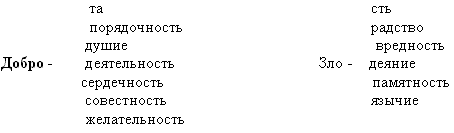 та сть
порядочность радство
душие вредность
Добро - деятельность Зло - деяние
сердечность памятность
совестность язычие
желательность